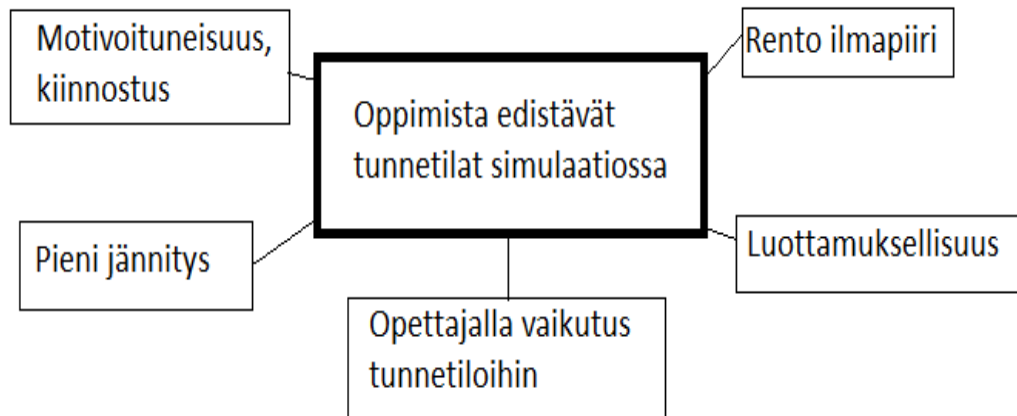 Motivoituneisuus,
kiinnostus
Rento ilmapiiri
Oppimista edistävät
tunnetilat simulaatiossa
Pieni jännitys
Luottamuksellisuus
Opettajalla vaikutus
tunnetiloihin